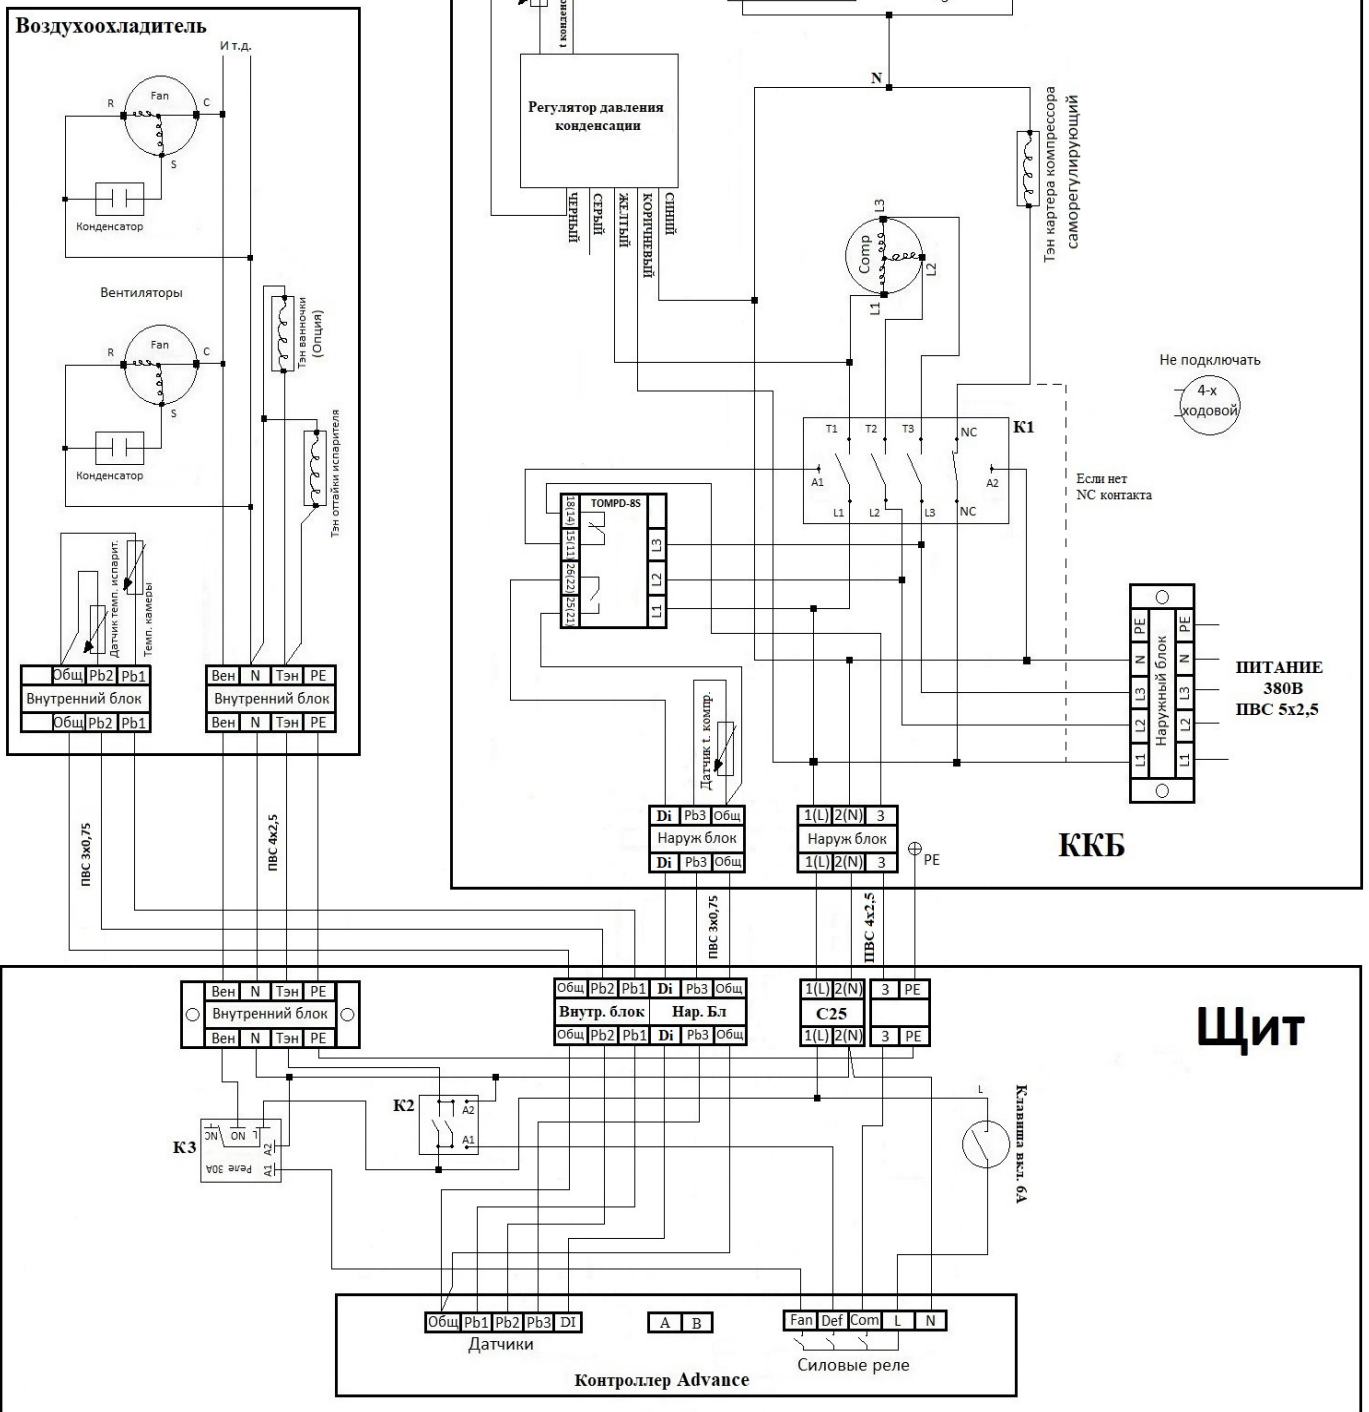 Воздухоохладитель
И т.д.
Fan
R
C
S
Конденсатор
Вентиляторы
Fan
R
C
S
Конденсатор
Тэн ванночки
(Опция)
Тэн оттайки испарителя
Датчик темп. испарит.
Темп. камеры
Общ Pb2 Pb1
Внутренний блок
Общ Pb2 Pb1
Вен N Тэн PE
Внутренний блок
Вен N Тэн PE
ПВС 3х0,75
ПВС 4х2,5
t конденс
Регулятор давления
конденсации
ЧЕРНЫЙ
СЕРЫЙ
ЖЕЛТЫЙ
КОРИЧНЕВЫЙ
СИНИЙ
N
Тэн картера компрессора
саморегулирующий
Comp
L3
L2
L1
Не подключать
4-х
ходовой
K1
T1 T2 T3 NC
A1
A2
L1 L2 L3 NC
Если нет
NC контакта
TOMPD-8S
18(14)
15(11)
26(22)
25(21)
L3
L2
L1
PE N L3 L2 L1
Наружный блок
PE N L3 L2 L1
ПИТАНИЕ
380В
ПВС 5х2,5
Датчик t. компр.
Di Pb3 Общ
Наруж блок
Di Pb3 Общ
1(L) 2(N) 3
Наруж блок
1(L) 2(N) 3
PE
ККБ
ПВС 3х0,75
ПВС 4х2,5
Вен N Тэн PE
Внутренний блок
Вен N Тэн PE
Общ Pb2 Pb1 Di Pb3 Общ
Внутр. блок Нар. Бл
Общ Pb2 Pb1 Di Pb3 Общ
1(L) 2(N) 3 PE
C25
1(L) 2(N) 3 PE
Щит
K3
NC NO L
A2
A1
Реле 30А
K2
A2
A1
L
Клавиша вкл. 6А
Общ Pb1 Pb2 Pb3 DI
Датчики
A B
Fan Def Com L N
Силовые реле
Контроллер Advance